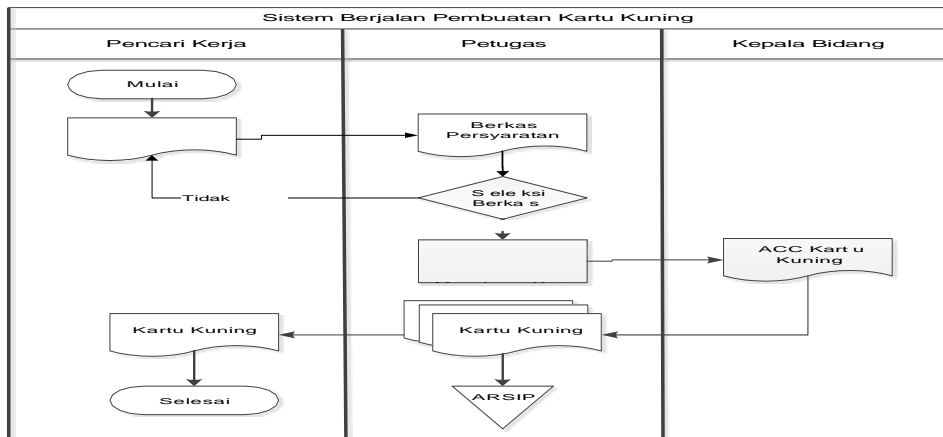 Sistem Berjalan Pembuatan Kartu Kuning
Pencari Kerja
Petugas
Kepala Bidang
Mulai
Berkas
Persyaratan
Tidak
S ele ksi
Berka s
ACC Kart u
Kuning
Kartu Kuning
Kartu Kuning
Selesai
ARSIP